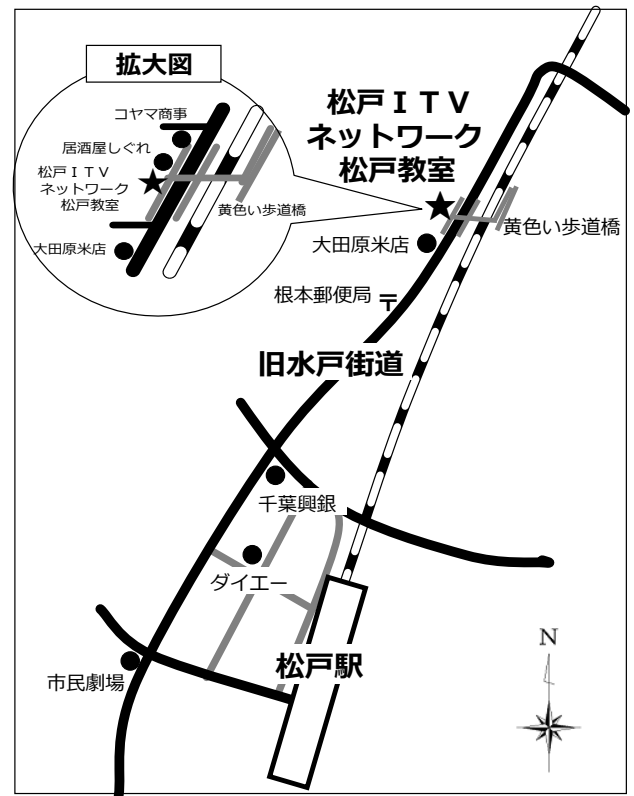 拡大図
コヤマ商事
居酒屋しぐれ
松戸ＩＴＶ
ネットワーク
松戸教室
黄色い歩道橋
大田原米店
松戸ＩＴＶ
ネットワーク
松戸教室
黄色い歩道橋
大田原米店
根本郵便局 〒
旧水戸街道
千葉興銀
ダイエー
松戸駅
市民劇場
N